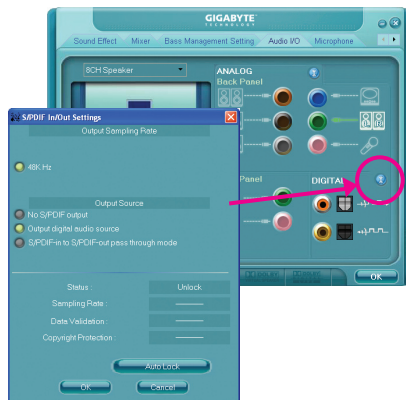 GIGABYTE
TECHNOLOGY
Sound Effect Mixer Bass Management Setting Audio I/O Microphone
8CH Speaker
ANALOG
Back Panel
S/PDIF In/Out Settings
Output Sampling Rate
48K Hz
Output Source
No S/PDIF output
Output digital audio source
S/PDIF-in to S/PDIF-out pass through mode
Panel
DIGITAL
Status : Unlock
Sampling Rate :
Data Validation :
Copyright Protection :
Auto Lock
OK Cancel
OK